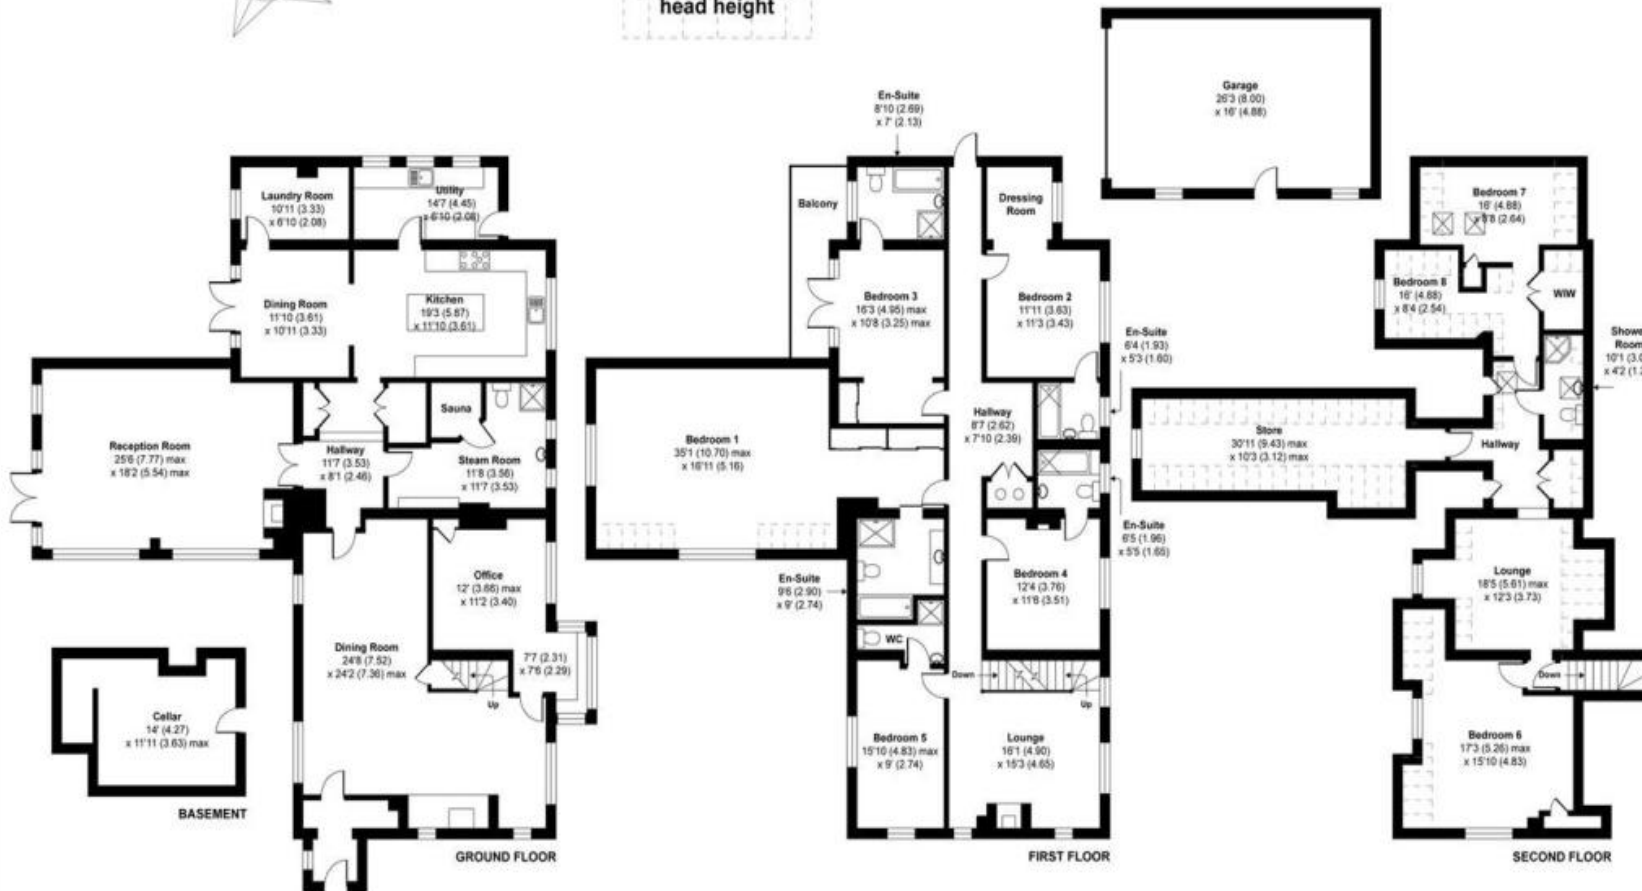 head height
Laundry Room
10'11 (3.33)
x 6'10 (2.08)
Utility
14'7 (4.45)
x 6'10 (2.08)
Dining Room
11'10 (3.61)
x 10'11 (3.33)
Kitchen
19'3 (5.87)
x 11'10 (3.61)
Reception Room
25'6 (7.77) max
x 18'2 (5.54) max
Hallway
11'7 (3.53)
x 8'1 (2.46)
Sauna
Steam Room
11'8 (3.56)
x 11'7 (3.53)
Office
12' (3.66) max
x 11'2 (3.40)
Dining Room
24'8 (7.52)
x 24'2 (7.36) max
7'7 (2.31)
x 7'6 (2.29)
Up
Cellar
14' (4.27)
x 11'11 (3.63) max
BASEMENT
GROUND FLOOR
En-Suite
8'10 (2.69)
x 7' (2.13)
Balcony
Dressing
Room
Bedroom 3
16'3 (4.95) max
x 10'8 (3.25) max
Bedroom 2
11'11 (3.63)
x 11'3 (3.43)
En-Suite
6'4 (1.93)
x 5'3 (1.60)
Bedroom 1
35'1 (10.70) max
x 16'11 (5.16)
Hallway
8'7 (2.62)
x 7'10 (2.39)
En-Suite
6'5 (1.96)
x 5'5 (1.65)
En-Suite
9'6 (2.90)
x 9' (2.74)
Bedroom 4
12'4 (3.76)
x 11'6 (3.51)
WC
Down
Up
Bedroom 5
15'10 (4.83) max
x 9' (2.74)
Lounge
16'1 (4.90)
x 15'3 (4.65)
FIRST FLOOR
Garage
26'3 (8.00)
x 16' (4.88)
Bedroom 7
16' (4.88)
x 8'8 (2.64)
Bedroom 8
16' (4.88)
x 8'4 (2.54)
WIW
Showe
Room
10'1 (3.0
x 4'2 (1.
Store
30'11 (9.43) max
x 10'3 (3.12) max
Hallway
Lounge
18'5 (5.61) max
x 12'3 (3.73)
Down
Bedroom 6
17'3 (5.26) max
x 15'10 (4.83)
SECOND FLOOR